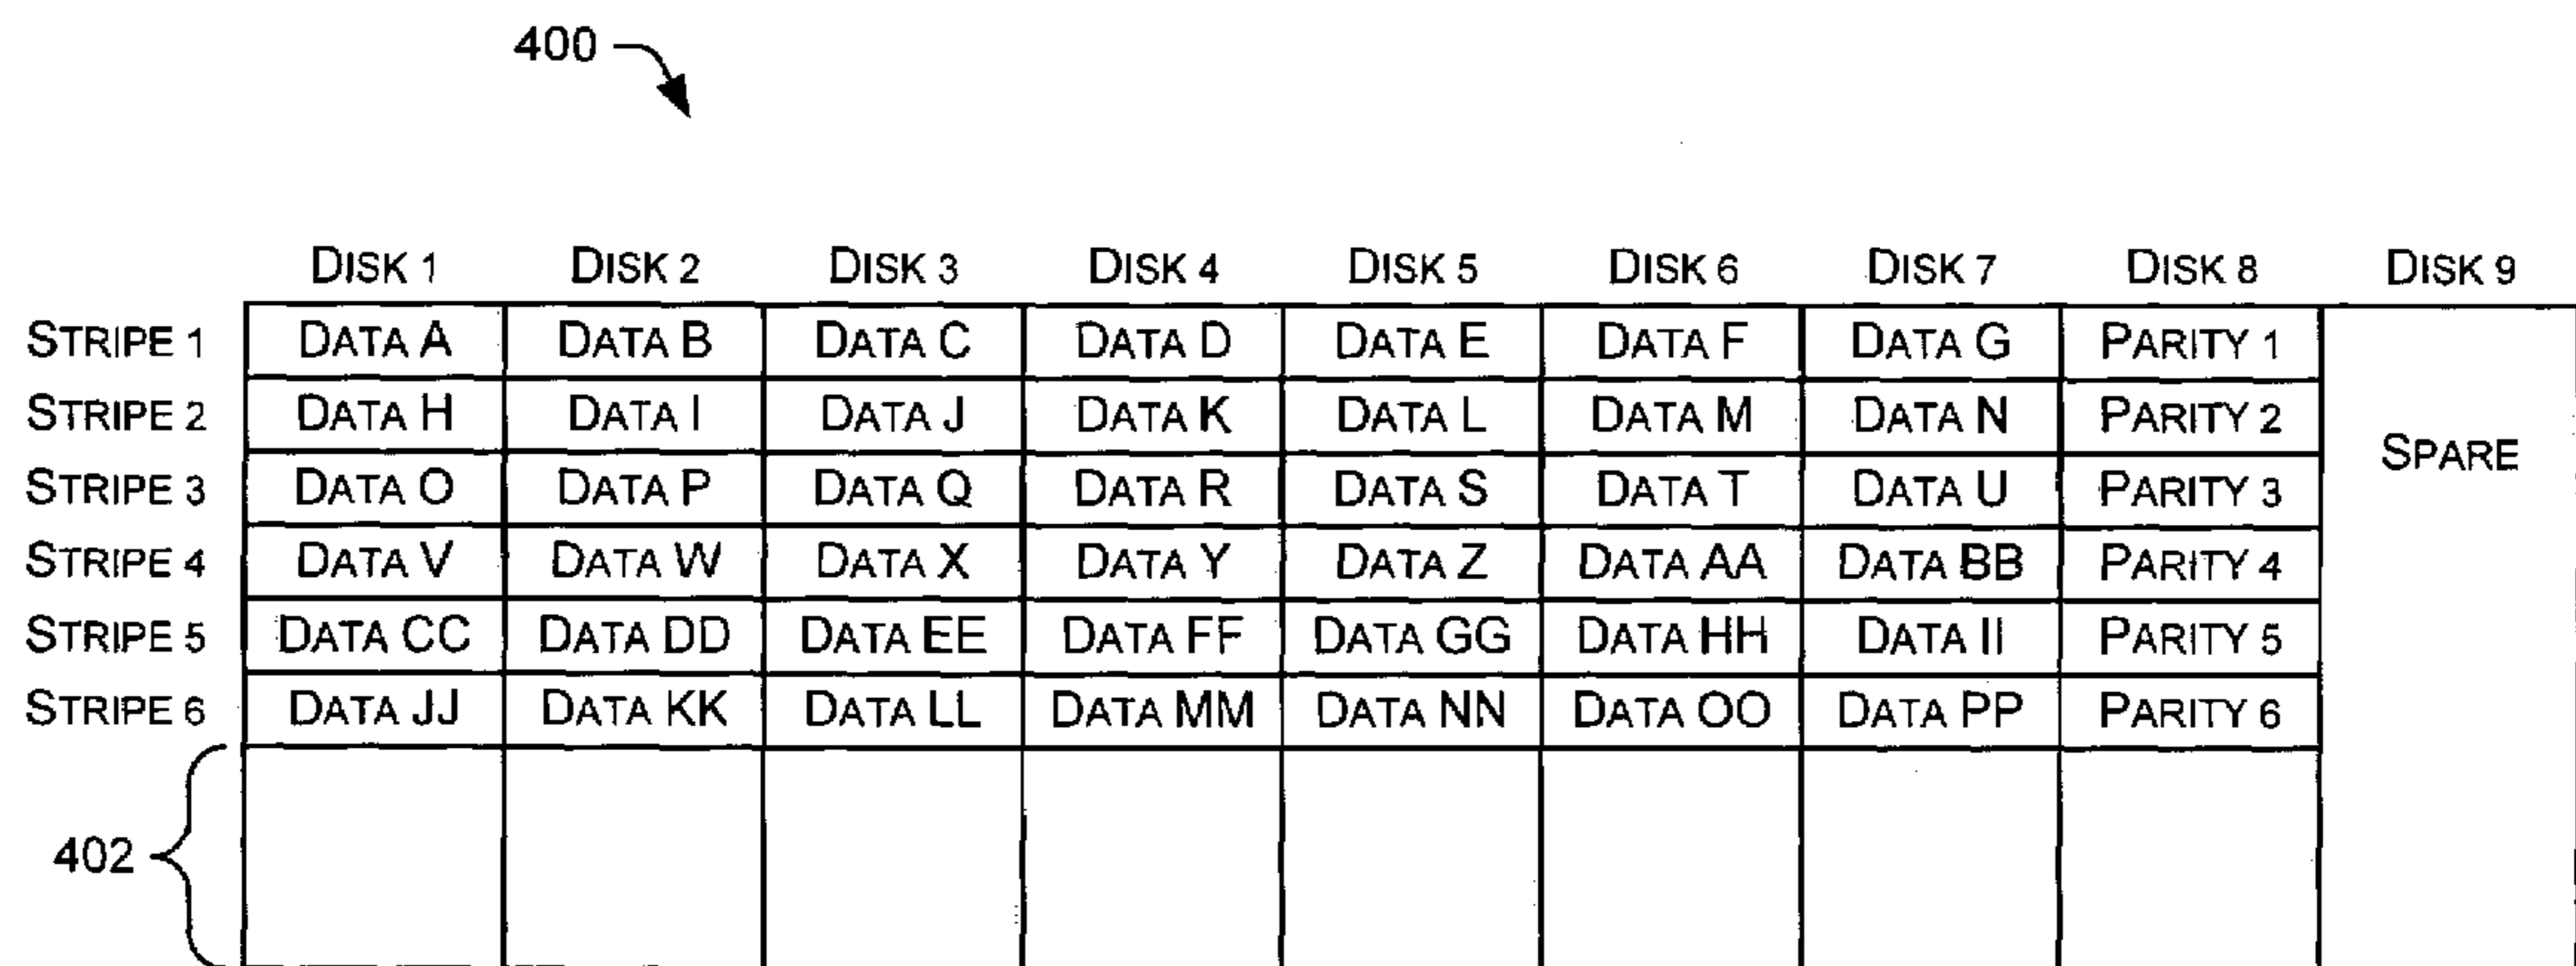 400
DISK 1 DISK 2 DISK 3 DISK 4 DISK 5 DISK 6 DISK 7 DISK 8 DISK 9
STRIPE 1 DATA A DATA B DATA C DATA D DATA E DATA F DATA G PARITY 1
STRIPE 2 DATA H DATA I DATA J DATA K DATA L DATA M DATA N PARITY 2
SPARE
STRIPE 3 DATA O DATA P DATA Q DATA R DATA S DATA T DATA U PARITY 3
STRIPE 4 DATA V DATA W DATA X DATA Y DATA Z DATA AA DATA BB PARITY 4
STRIPE 5 DATA CC DATA DD DATA EE DATA FF DATA GG DATA HH DATA II PARITY 5
STRIPE 6 DATA JJ DATA KK DATA LL DATA MM DATA NN DATA OO DATA PP PARITY 6
402